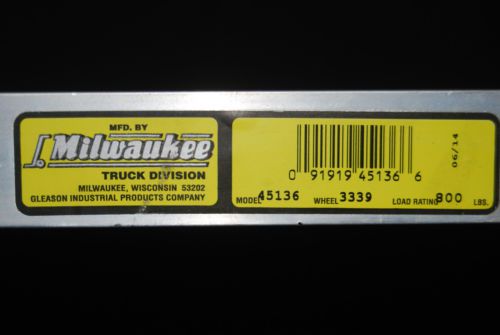 MFD. BY
Milwaukee
TRUCK DIVISION
MILWAUKEE, WISCONSIN 53202
GLEASON INDUSTRIAL PRODUCTS COMPANY
0 91919 45136 6
06/14
MODEL 45136 WHEEL 3339 LOAD RATING 800 LBS.